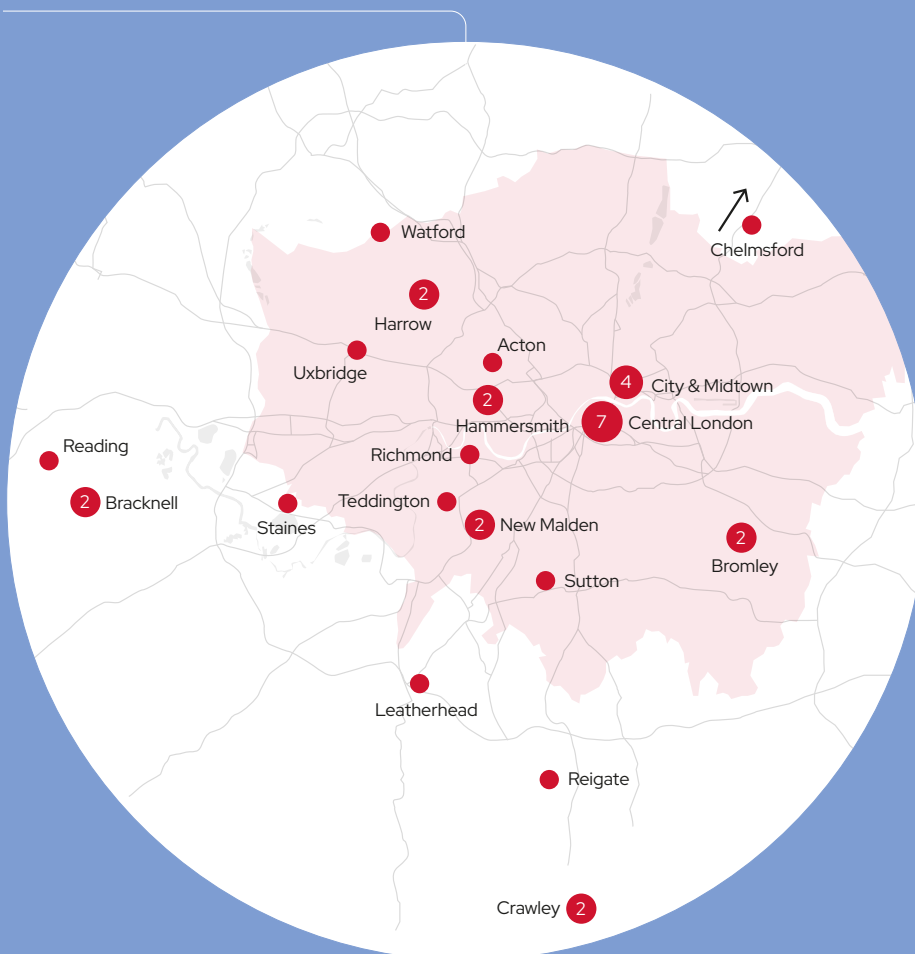 Watford
Chelmsford
2
Harrow
Acton
Uxbridge
4 City & Midtown
2
Hammersmith
7 Central London
Reading
Richmond
2 Bracknell
Teddington
Staines
2 New Malden
2
Bromley
Sutton
Leatherhead
Reigate
Crawley 2